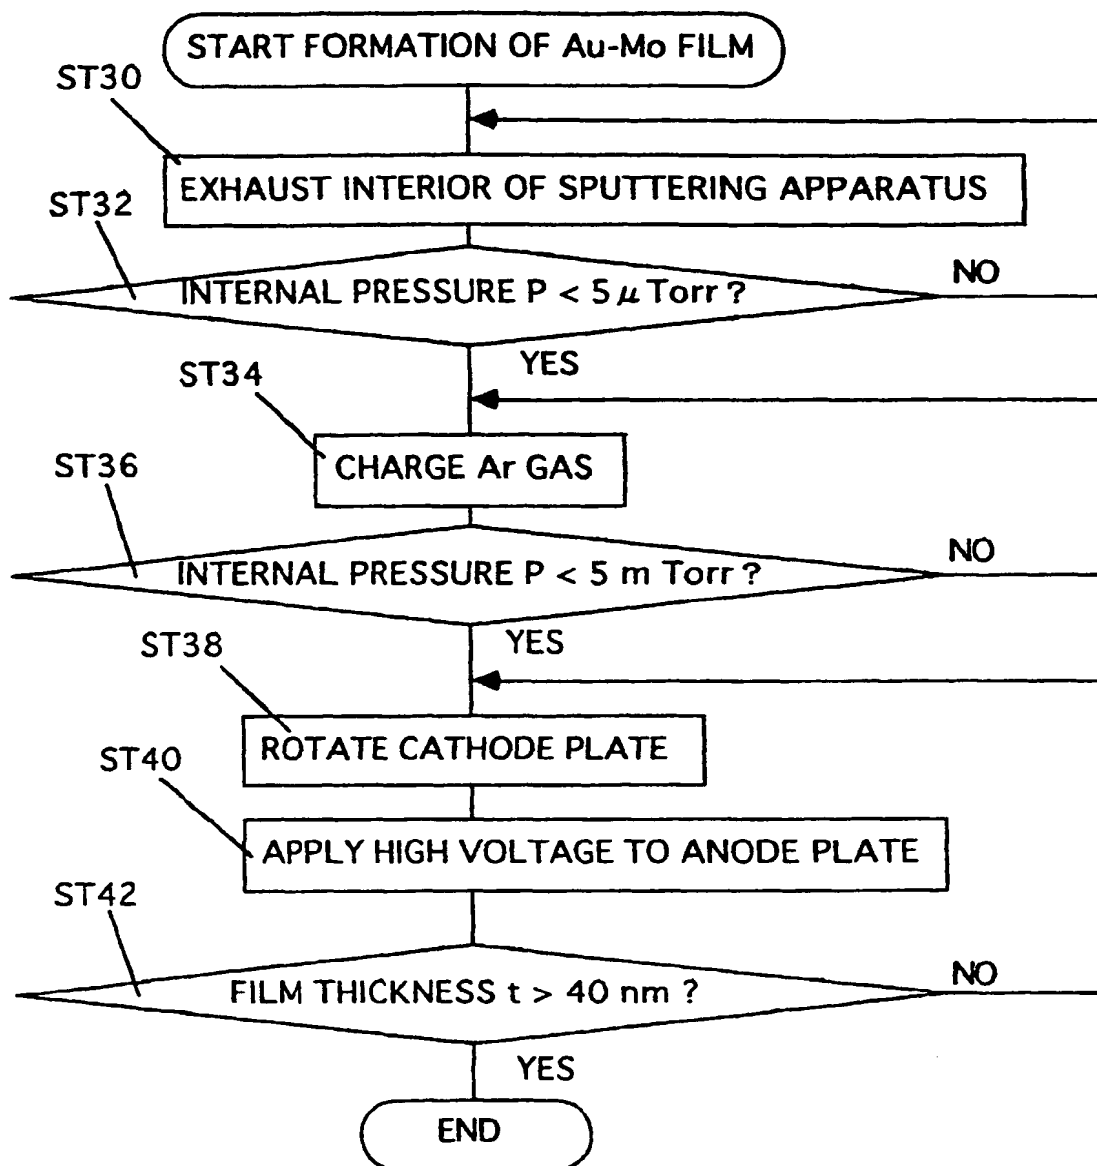 START FORMATION OF Au-Mo FILM
ST30
EXHAUST INTERIOR OF SPUTTERING APPARATUS
ST32
INTERNAL PRESSURE P < 5 μ Torr ?
NO
YES
ST34
CHARGE Ar GAS
ST36
INTERNAL PRESSURE P < 5 m Torr ?
NO
YES
ST38
ROTATE CATHODE PLATE
ST40
APPLY HIGH VOLTAGE TO ANODE PLATE
ST42
FILM THICKNESS t > 40 nm ?
NO
YES
END